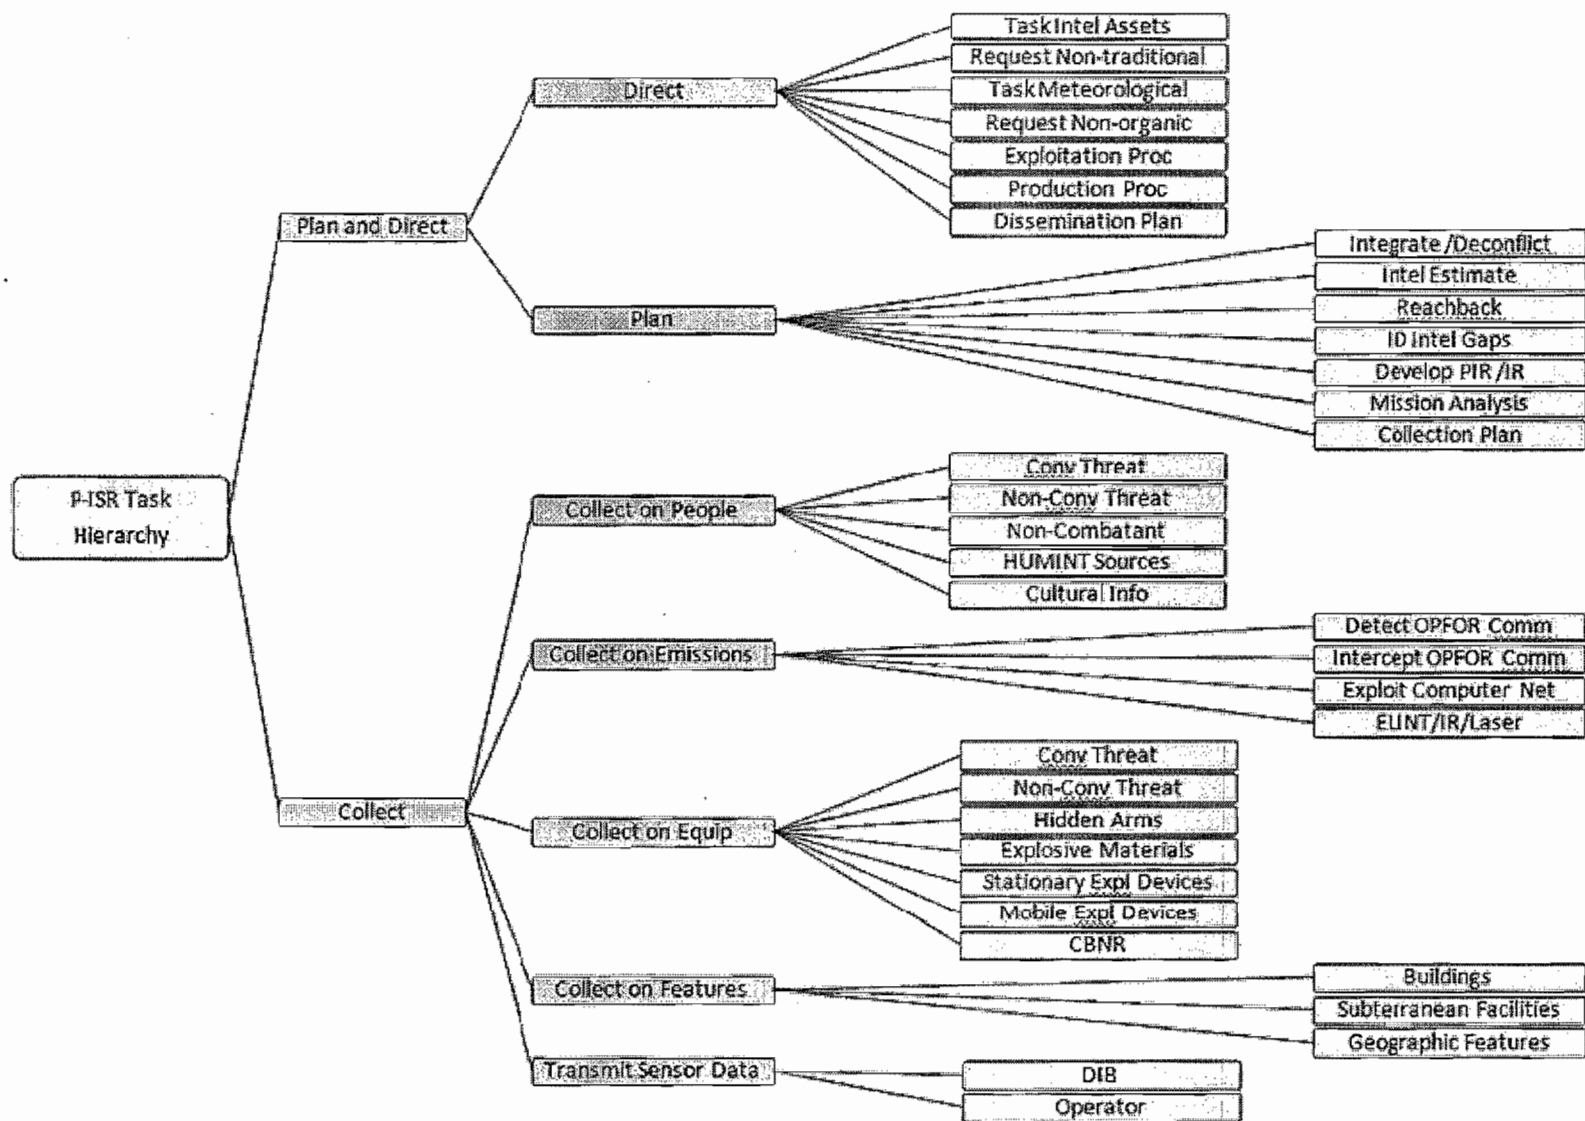 Task Intel Assets
Request Non-traditional
Direct
Task Meteorological
Request Non-organic
Exploitation Proc
Production Proc
Dissemination Plan
Plan and Direct
Integrate /Deconflict
Intel Estimate
Reachback
Plan
ID Intel Gaps
Develop PIR /IR
Mission Analysis
Collection Plan
P-ISR Task
Hierarchy
Conv Threat
Non-Conv Threat
Collect on People
Non-Combatant
HUMINT Sources
Cultural Info
Detect OPFOR Comm
Collect on Emissions
Intercept OPFOR Comm
Exploit Computer Net
ELINT/IR/Laser
Collect
Conv Threat
Non-Conv Threat
Hidden Arms
Collect on Equip
Explosive Materials
Stationary Expl Devices
Mobile Expl Devices
CBNR
Collect on Features
Buildings
Subterranean Facilities
Geographic Features
Transmit Sensor Data
DIB
Operator